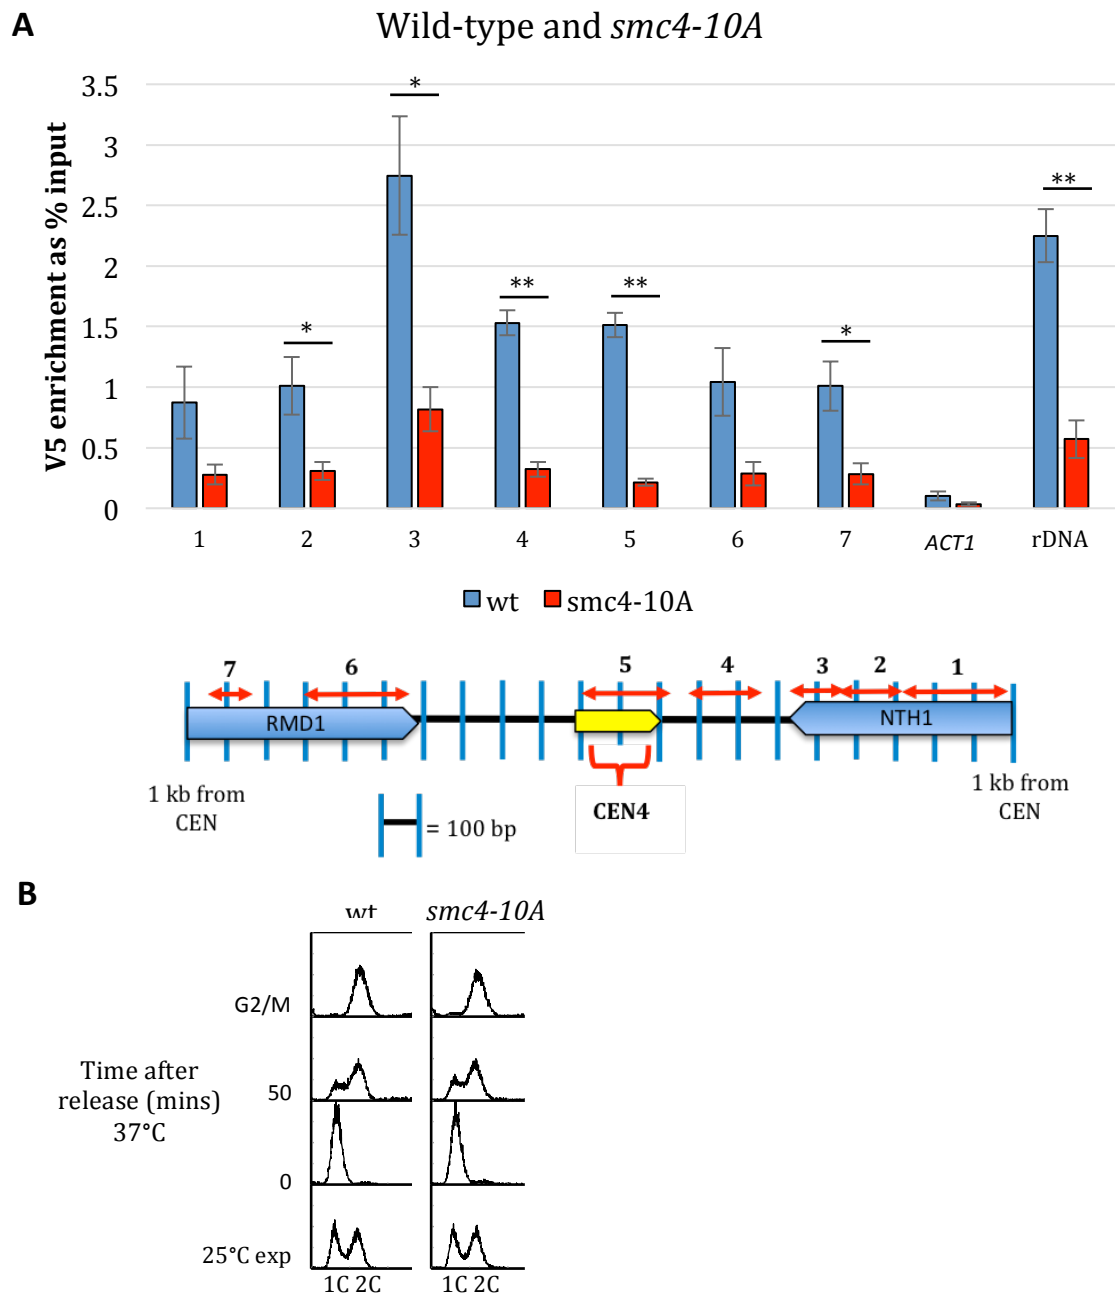 A
Wild-type and smc4-10A
V5 enrichment as % input
3.5
3
2.5
2
1.5
1
0.5
0
*
*
**
**
*
**
1 2 3 4 5 6 7 ACT1 rDNA
wt smc4-10A
7 6 5 4 3 2 1
RMD1 NTH1
1 kb from
CEN
= 100 bp
CEN4
1 kb from
CEN
B
wt smc4-10A
G2/M
Time after
release (mins)
37°C
50
0
25°C exp
1C 2C 1C 2C